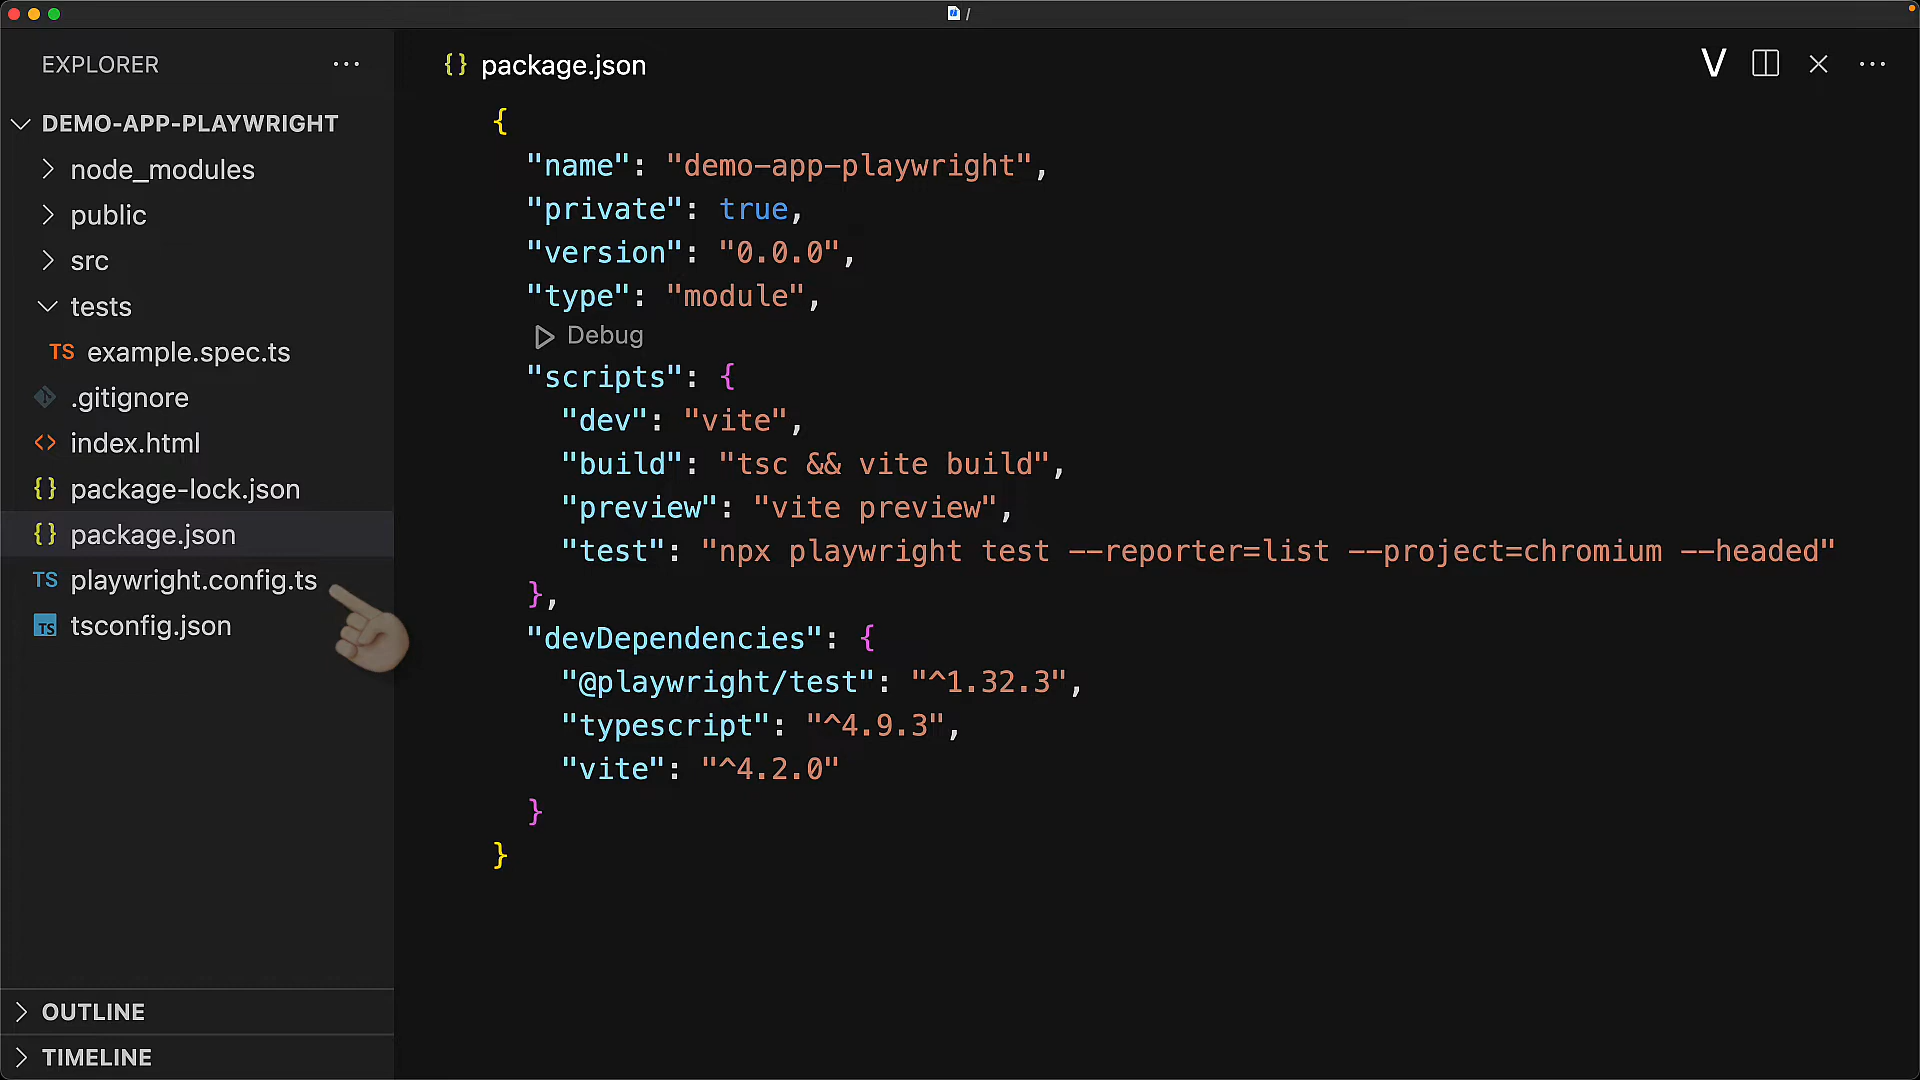 /
EXPLORER
DEMO-APP-PLAYWRIGHT
node_modules
public
src
tests
TS example.spec.ts
.gitignore
<> index.html
{} package-lock.json
{} package.json
TS playwright.config.ts
TS tsconfig.json
OUTLINE
TIMELINE
{} package.json
V
{
"name": "demo-app-playwright",
"private": true,
"version": "0.0.0",
"type": "module",
Debug
"scripts": {
"dev": "vite",
"build": "tsc && vite build",
"preview": "vite preview",
"test": "npx playwright test --reporter=list --project=chromium --headed"
},
"devDependencies": {
"@playwright/test": "^1.32.3",
"typescript": "^4.9.3",
"vite": "^4.2.0"
}
}